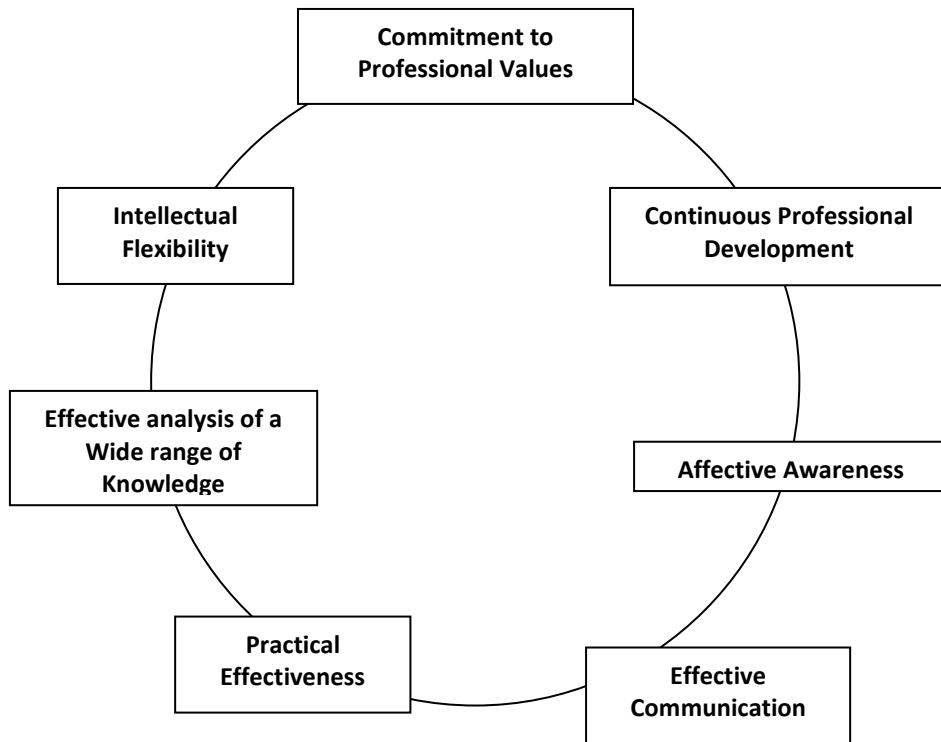 Commitment to
Professional Values
Intellectual
Flexibility
Continuous Professional
Development
Effective analysis of a
Wide range of
Knowledge
Affective Awareness
Practical
Effectiveness
Effective
Communication